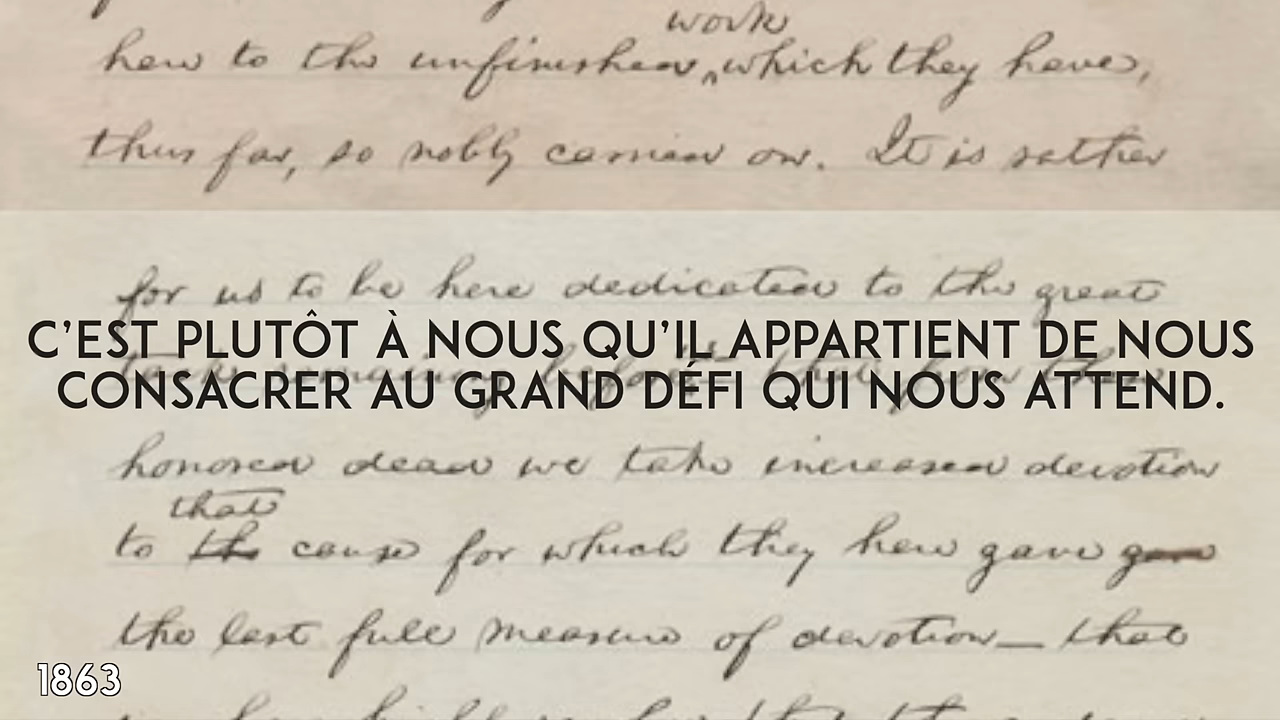 work
here to the unfinished ‸ which they have,
thus far, so nobly carried on. It is rather
for us to be here dedicated to the great
C’EST PLUTÔT À NOUS QU’IL APPARTIENT DE NOUS
CONSACRER AU GRAND DÉFI QUI NOUS ATTEND.
honored dead we take increased devotion
that
to the cause for which they here gave gave
the last full measure of devotion — that
1863